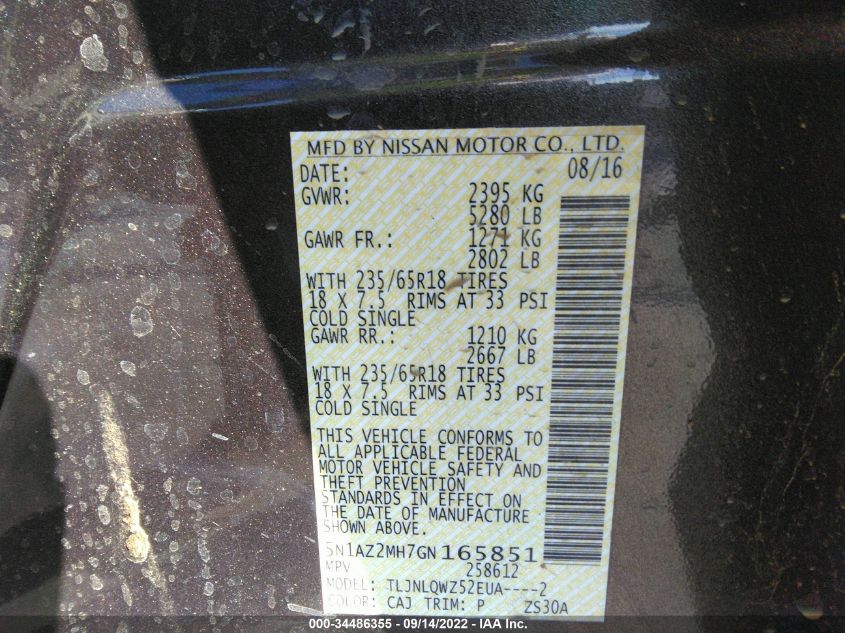 MFD BY NISSAN MOTOR CO., LTD.
DATE: 08/16
GVWR: 2395 KG
5280 LB
GAWR FR.: 1271 KG
2802 LB
WITH 235/65R18 TIRES
18 X 7.5 RIMS AT 33 PSI
COLD SINGLE
GAWR RR.: 1210 KG
2667 LB
WITH 235/65R18 TIRES
18 X 7.5 RIMS AT 33 PSI
COLD SINGLE
THIS VEHICLE CONFORMS TO
ALL APPLICABLE FEDERAL
MOTOR VEHICLE SAFETY AND
THEFT PREVENTION
STANDARDS IN EFFECT ON
THE DATE OF MANUFACTURE
SHOWN ABOVE.
5N1AZ2MH7GN165851
MPV 258612
MODEL: TLJNLQWZ52EUA----2
COLOR: CAJ TRIM: P ZS30A
000-34486355 - 09/14/2022 - IAA Inc.